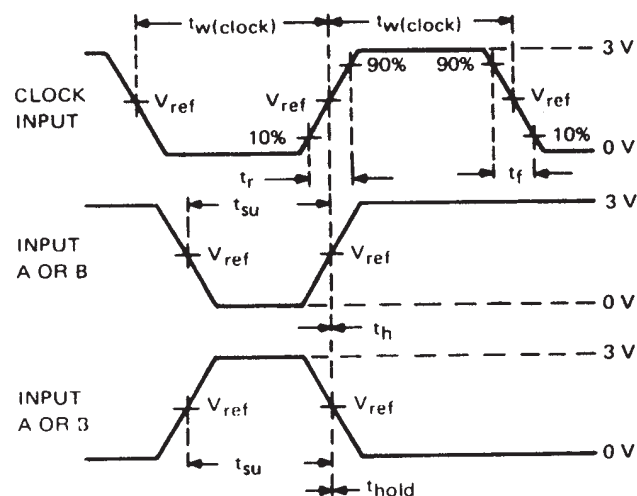 tw(clock) tw(clock)
3 V
90% 90%
CLOCK
INPUT
Vref Vref Vref
10% 10%
0 V
tr tf
tsu
3 V
INPUT
A OR B
Vref Vref
0 V
th
3 V
INPUT
A OR 3
Vref Vref
0 V
tsu
thold